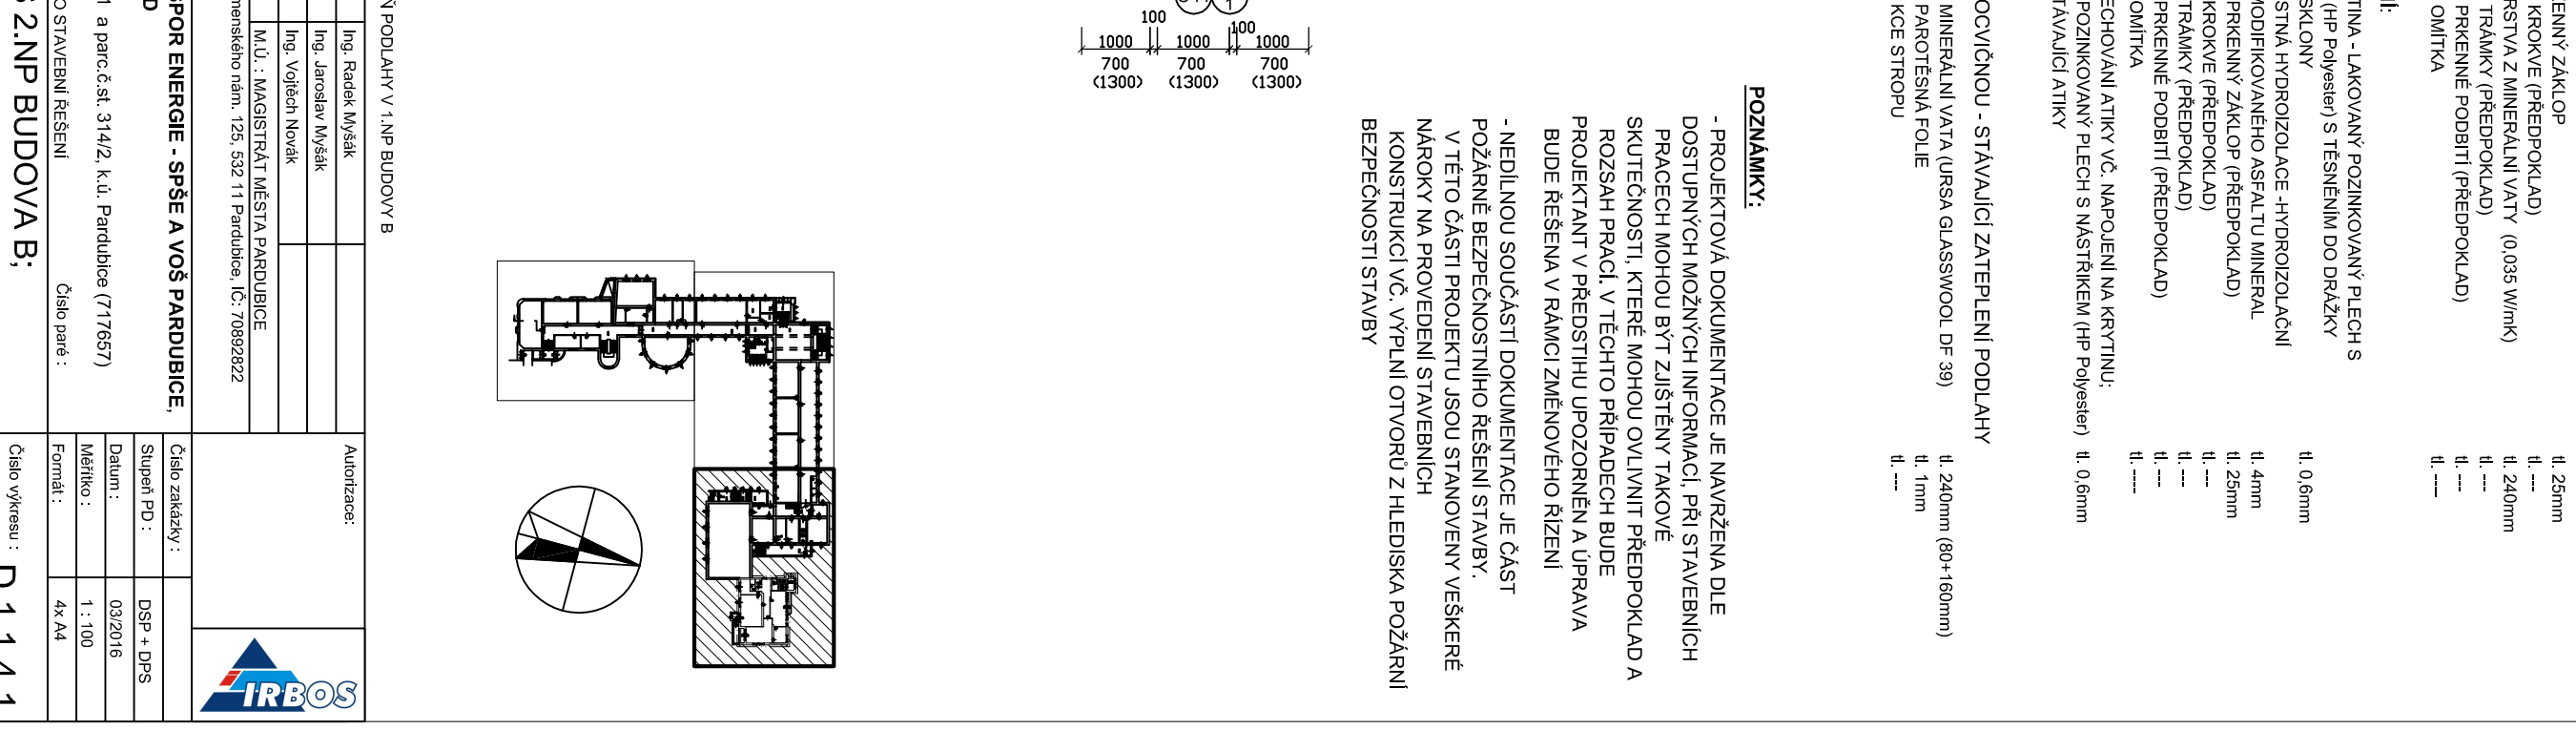 ENNÝ ZÁKLOP tl. 25mm
KROKVE (PŘEDPOKLAD) tl. ---
RSTVA Z MINERÁLNÍ VATY (0,035 W/mK) tl. 240mm
TRÁMKY (PŘEDPOKLAD) tl. ---
PRKENNÉ PODBITÍ (PŘEDPOKLAD) tl. ---
OMÍTKA tl. ---
TINA - LAKOVANÝ POZINKOVANÝ PLECH S
(HP Polyester) S TĚSNĚNÍM DO DRÁŽKY
SKLONY tl. 0,6mm
STNÁ HYDROIZOLACE -HYDROIZOLAČNÍ
MODIFIKOVANÉHO ASFALTU MINERAL tl. 4mm
PRKENNÝ ZÁKLOP (PŘEDPOKLAD) tl. 25mm
KROKVE (PŘEDPOKLAD) tl. ---
TRÁMKY (PŘEDPOKLAD) tl. ---
PRKENNÉ PODBITÍ (PŘEDPOKLAD) tl. ---
OMÍTKA tl. ----
ECHOVÁNÍ ATIKY VČ. NAPOJENÍ NA KRYTINU;
POZINKOVANÝ PLECH S NÁSTŘIKEM (HP Polyester) tl. 0,6mm
TÁVAJÍCÍ ATIKY
OCVIČNOU - STÁVAJÍCÍ ZATEPLENÍ PODLAHY
MINERÁLNÍ VATA (URSA GLASSWOOL DF 39) tl. 240mm (80+160mm)
PAROTĚSNÁ FOLIE tl. 1mm
KCE STROPU tl. ---
POZNÁMKY:
- PROJEKTOVÁ DOKUMENTACE JE NAVRŽENA DLE
DOSTUPNÝCH MOŽNÝCH INFORMACÍ, PŘI STAVEBNÍCH
PRACECH MOHOU BÝT ZJIŠTĚNY TAKOVÉ
SKUTEČNOSTI, KTERÉ MOHOU OVLIVNIT PŘEDPOKLAD A
ROZSAH PRACÍ. V TĚCHTO PŘÍPADECH BUDE
PROJEKTANT V PŘEDSTIHU UPOZORNĚN A ÚPRAVA
BUDE ŘEŠENA V RÁMCI ZMĚNOVÉHO ŘÍZENÍ
- NEDÍLNOU SOUČÁSTÍ DOKUMENTACE JE ČÁST
POŽÁRNĚ BEZPEČNOSTNÍHO ŘEŠENÍ STAVBY.
V TÉTO ČÁSTI PROJEKTU JSOU STANOVENY VEŠKERÉ
NÁROKY NA PROVEDENÍ STAVEBNÍCH
KONSTRUKCÍ VČ. VÝPLNÍ OTVORŮ Z HLEDISKA POŽÁRNÍ
BEZPEČNOSTI STAVBY
100 100
1000 1000 1000
700 700 700
(1300) (1300) (1300)
Ň PODLAHY V 1.NP BUDOVY B
Ing. Radek Myšák
Ing. Jaroslav Myšák
Ing. Vojtěch Novák
M.Ú. : MAGISTRÁT MĚSTA PARDUBICE
menského nám. 125, 532 11 Pardubice, IČ: 70892822
Autorizace:
IRBOS
SPOR ENERGIE - SPŠE A VOŠ PARDUBICE,
D
1 a parc.č.st. 314/2, k.ú. Pardubice (717657)
O STAVEBNÍ ŘEŠENÍ Číslo paré :
Číslo zakázky :
Stupeň PD : DSP + DPS
Datum : 03/2016
Měřítko : 1 : 100
Formát : 4x A4
2.NP BUDOVA B;
Číslo výkresu : D.1.1.4.1